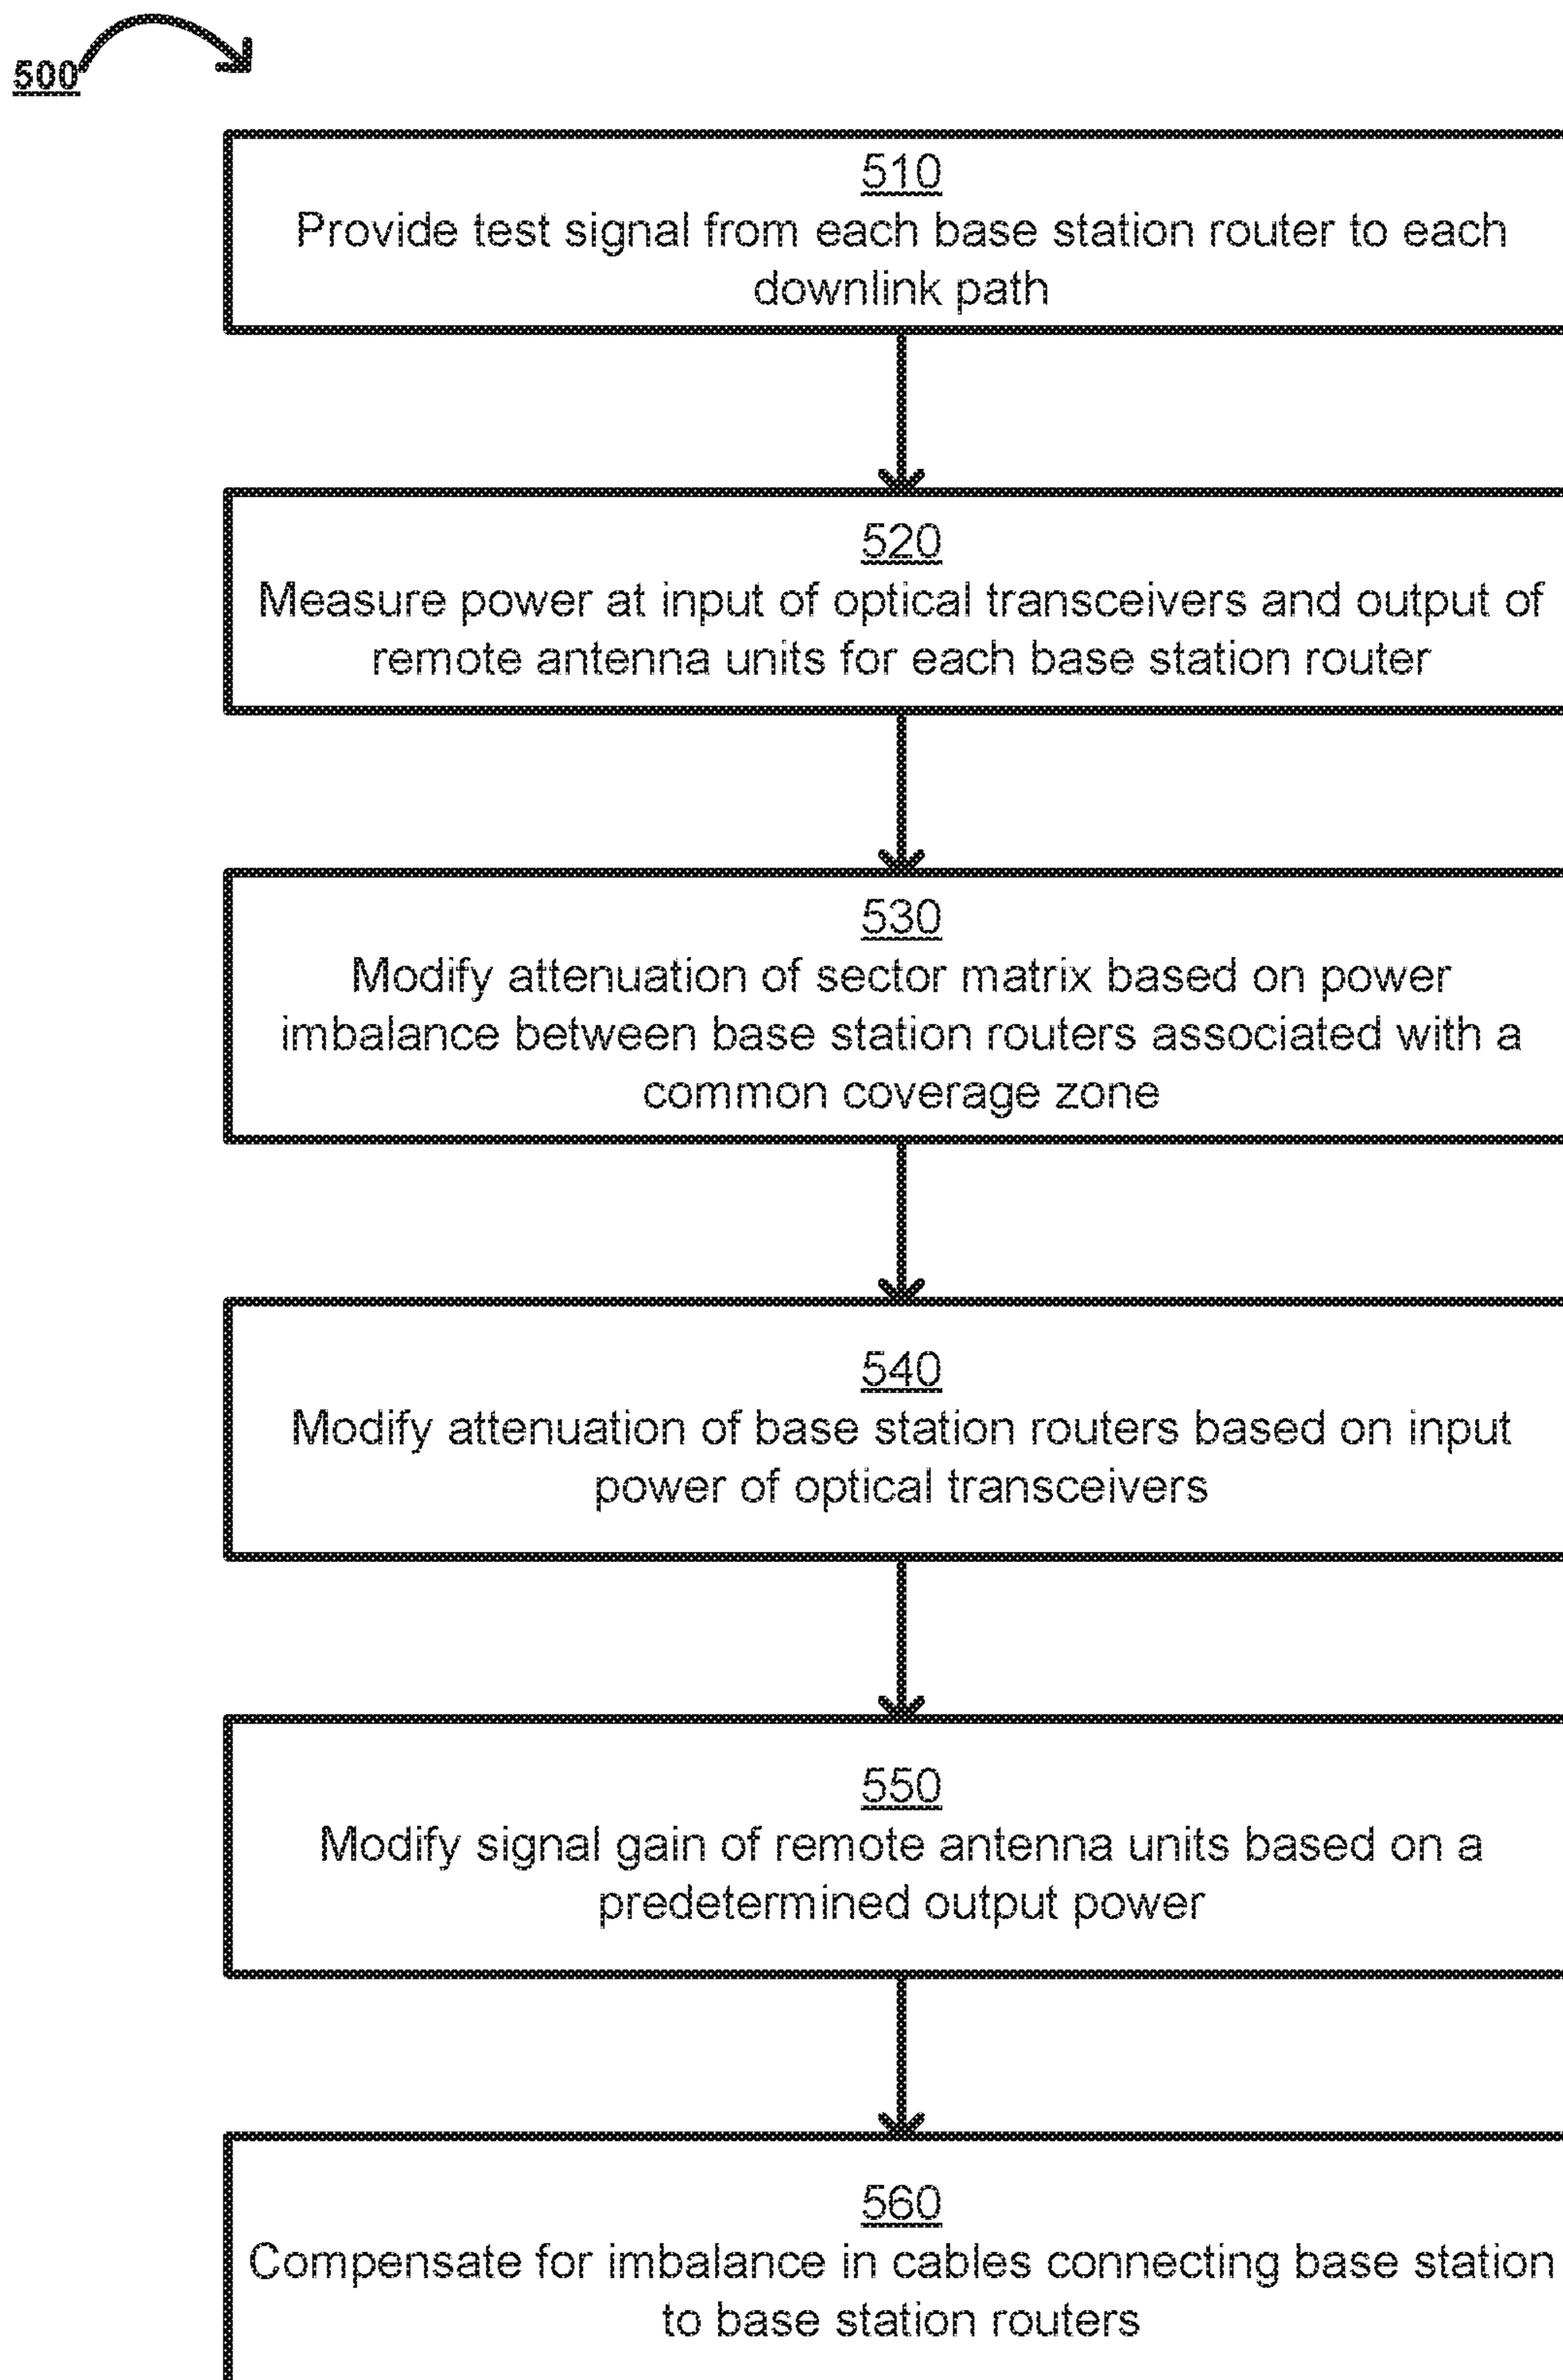 500
510
Provide test signal from each base station router to each
downlink path
520
Measure power at input of optical transceivers and output of
remote antenna units for each base station router
530
Modify attenuation of sector matrix based on power
imbalance between base station routers associated with a
common coverage zone
540
Modify attenuation of base station routers based on input
power of optical transceivers
550
Modify signal gain of remote antenna units based on a
predetermined output power
560
Compensate for imbalance in cables connecting base station
to base station routers